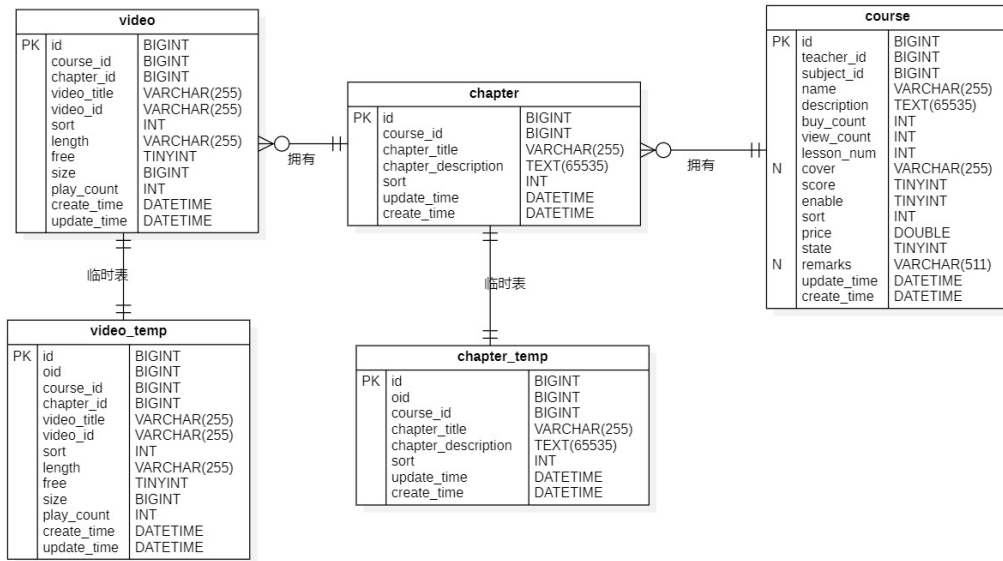 video
PK id BIGINT
course_id BIGINT
chapter_id BIGINT
video_title VARCHAR(255)
video_id VARCHAR(255)
sort INT
length VARCHAR(255)
free TINYINT
size BIGINT
play_count INT
create_time DATETIME
update_time DATETIME
拥有
chapter
PK id BIGINT
course_id BIGINT
chapter_title VARCHAR(255)
chapter_description TEXT(65535)
sort INT
update_time DATETIME
create_time DATETIME
拥有
course
PK id BIGINT
teacher_id BIGINT
subject_id BIGINT
name VARCHAR(255)
description TEXT(65535)
buy_count INT
view_count INT
lesson_num INT
N cover VARCHAR(255)
score TINYINT
enable TINYINT
sort INT
price DOUBLE
state TINYINT
N remarks VARCHAR(511)
update_time DATETIME
create_time DATETIME
临时表
临时表
video_temp
PK id BIGINT
oid BIGINT
course_id BIGINT
chapter_id BIGINT
video_title VARCHAR(255)
video_id VARCHAR(255)
sort INT
length VARCHAR(255)
free TINYINT
size BIGINT
play_count INT
create_time DATETIME
update_time DATETIME
chapter_temp
PK id BIGINT
oid BIGINT
course_id BIGINT
chapter_title VARCHAR(255)
chapter_description TEXT(65535)
sort INT
update_time DATETIME
create_time DATETIME